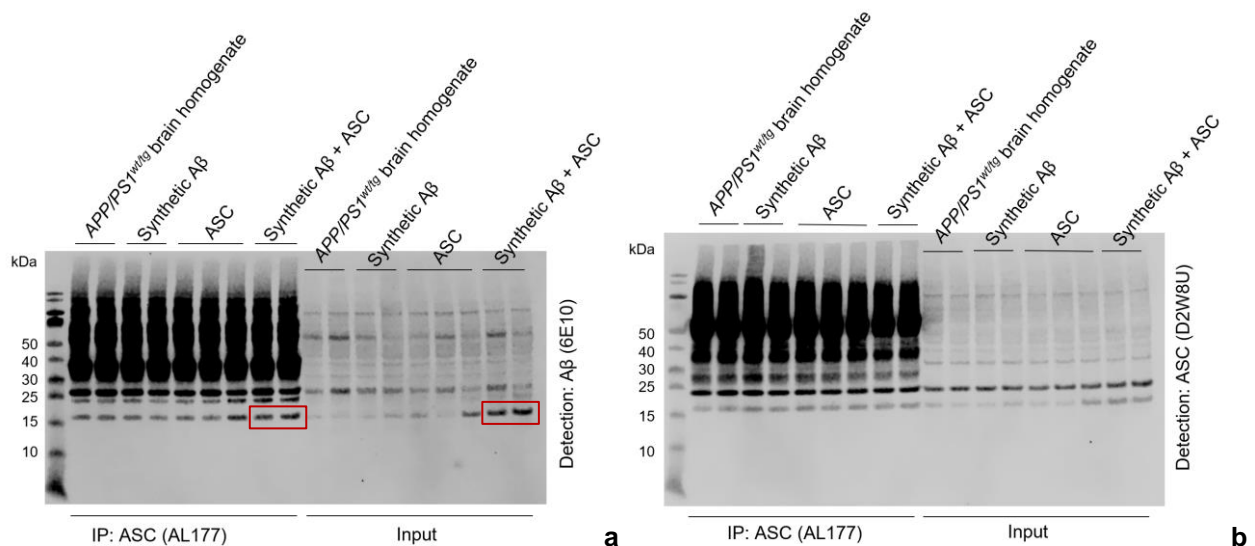 APP/PS1wt/tg brain homogenate
Synthetic Aβ
ASC
Synthetic Aβ + ASC
APP/PS1wt/tg brain homogenate
Synthetic Aβ
ASC
Synthetic Aβ + ASC
kDa
50
40
30
25
15
10
Detection: Aβ (6E10)
IP: ASC (AL177)
Input
a
APP/PS1wt/tg brain homogenate
Synthetic Aβ
ASC
Synthetic Aβ + ASC
APP/PS1wt/tg brain homogenate
Synthetic Aβ
ASC
Synthetic Aβ + ASC
kDa
50
40
30
25
15
10
Detection: ASC (D2W8U)
IP: ASC (AL177)
Input
b